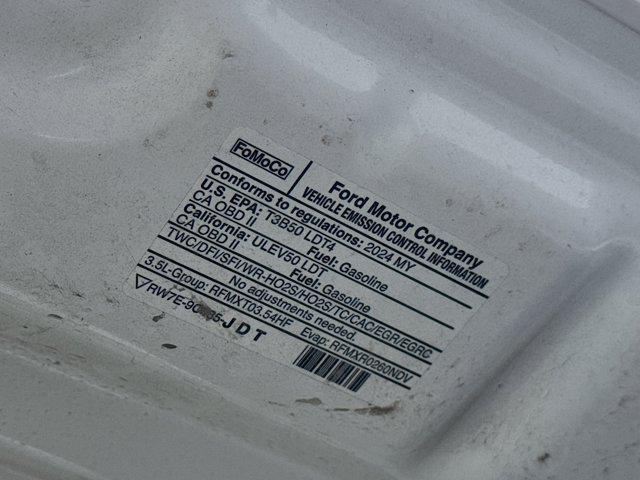 FoMoCo
Ford Motor Company
VEHICLE EMISSION CONTROL INFORMATION
Conforms to regulations: 2024 MY
U.S. EPA: T3B50 LDT4 Fuel: Gasoline
CA OBD II
California: ULEV50 LDT Fuel: Gasoline
CA OBD II
TWC/DFI/SFI/WR-HO2S/HO2S/TC/CAC/EGR/EGRC
No adjustments needed.
3.5L-Group: RFMXT03.54HF Evap: RFMXR0260NDV
JDT